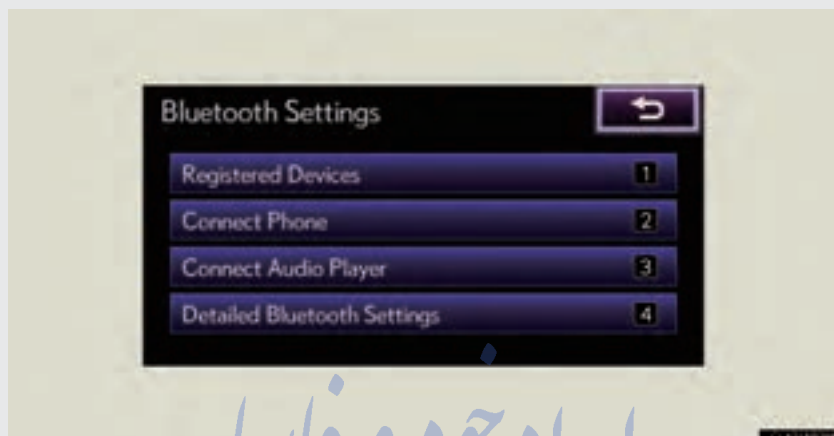 Bluetooth Settings
Registered Devices 1
Connect Phone 2
Connect Audio Player 3
Detailed Bluetooth Settings 4